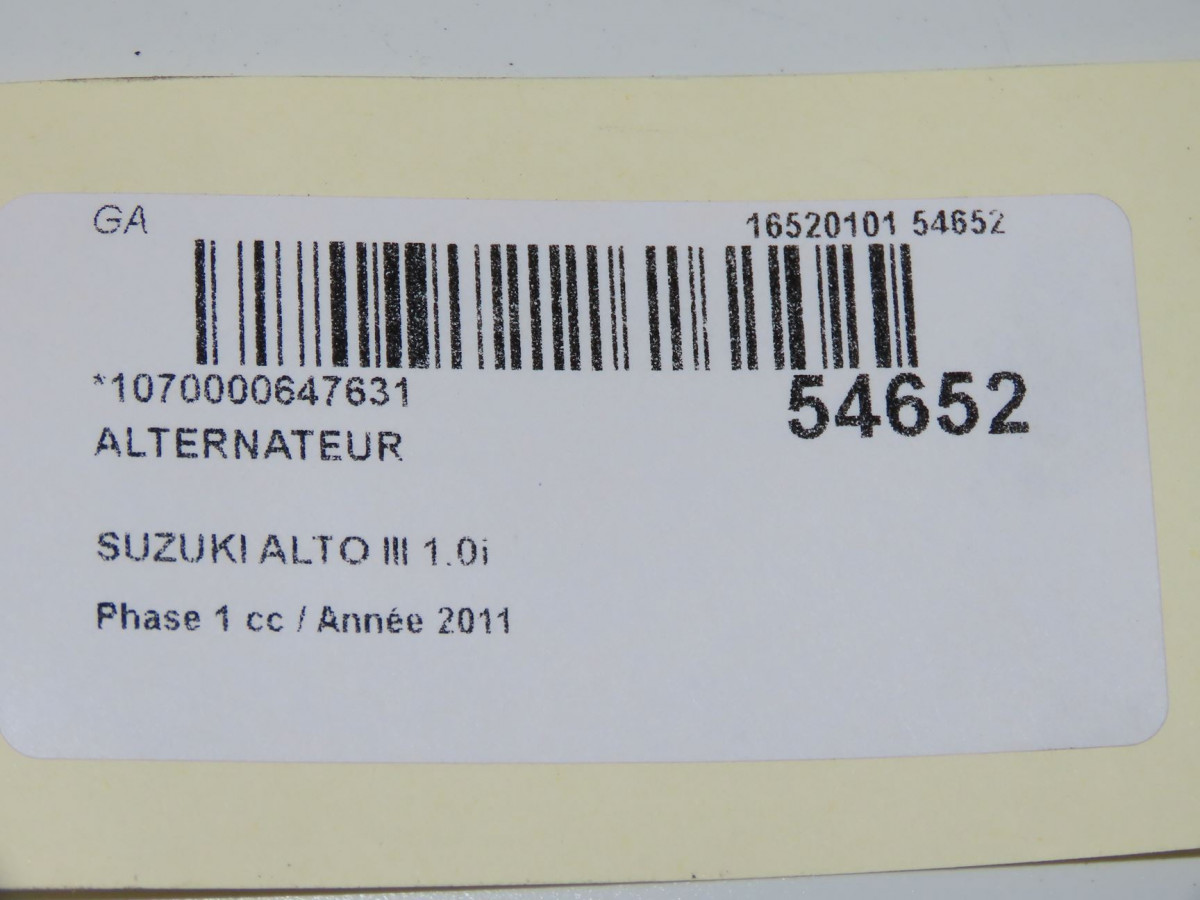 GA
16520101 54652
*1070000647631
54652
ALTERNATEUR
SUZUKI ALTO III 1.0i
Phase 1 cc / Année 2011